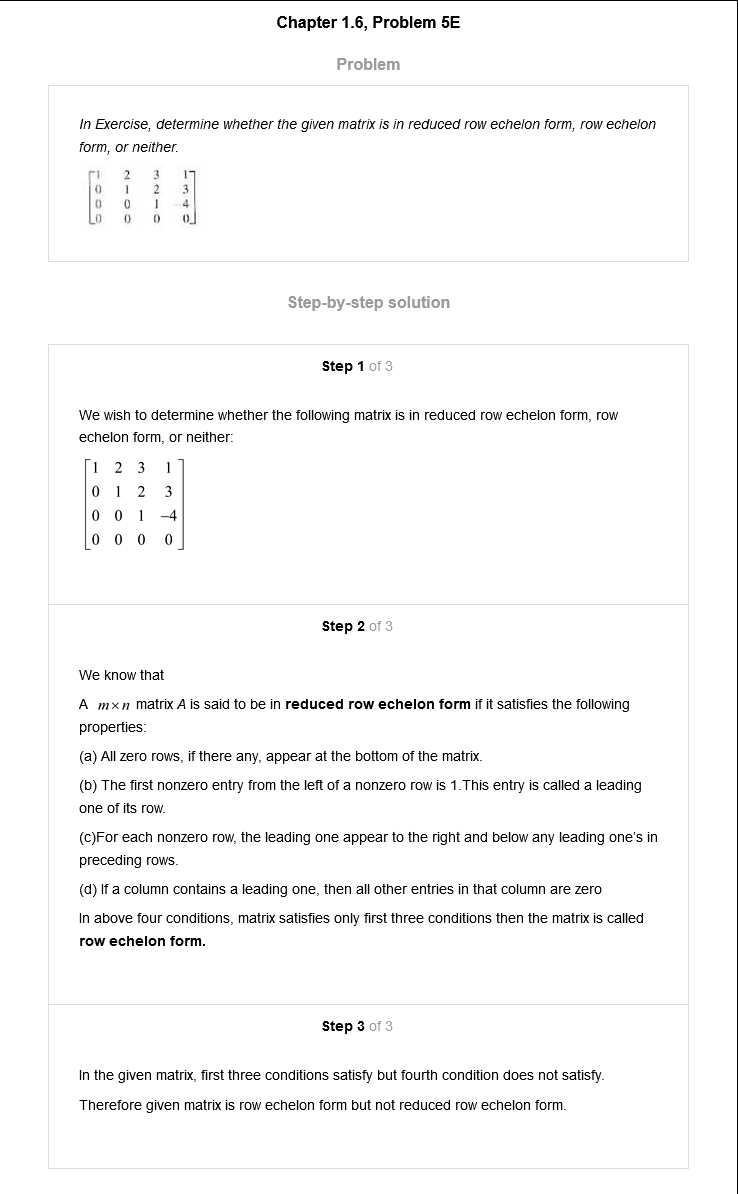 Chapter 1.6, Problem 5E
Problem
In Exercise, determine whether the given matrix is in reduced row echelon form, row echelon
form, or neither.
1 2 3 1
0 1 2 3
0 0 1 -4
0 0 0 0
Step-by-step solution
Step 1 of 3
We wish to determine whether the following matrix is in reduced row echelon form, row
echelon form, or neither:
1 2 3 1
0 1 2 3
0 0 1 −4
0 0 0 0
Step 2 of 3
We know that
A m×n matrix A is said to be in reduced row echelon form if it satisfies the following
properties:
(a) All zero rows, if there any, appear at the bottom of the matrix.
(b) The first nonzero entry from the left of a nonzero row is 1.This entry is called a leading
one of its row.
(c)For each nonzero row, the leading one appear to the right and below any leading one's in
preceding rows.
(d) If a column contains a leading one, then all other entries in that column are zero
In above four conditions, matrix satisfies only first three conditions then the matrix is called
row echelon form.
Step 3 of 3
In the given matrix, first three conditions satisfy but fourth condition does not satisfy.
Therefore given matrix is row echelon form but not reduced row echelon form.